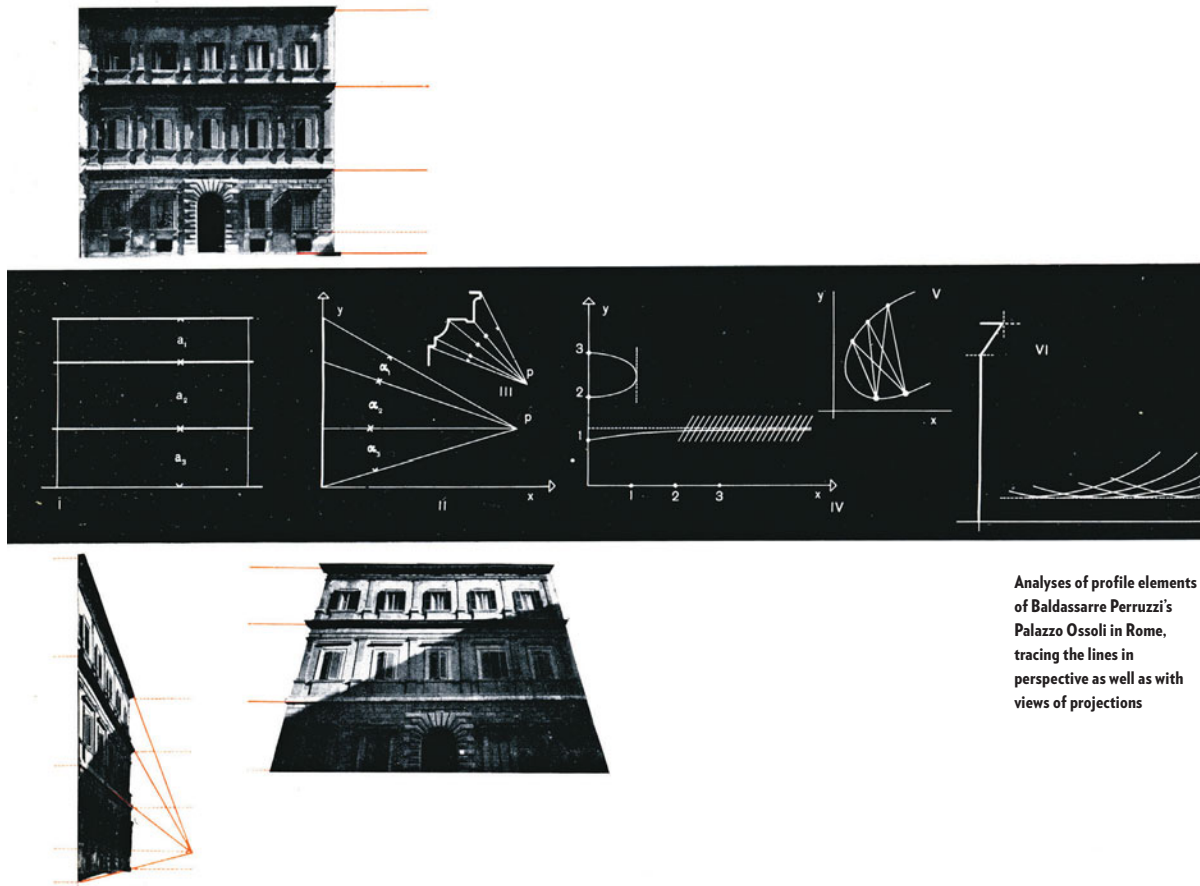 a1
a2
a3
I
y
α1
α2
α3
p
x
II
p
III
y
3
2
1
1
2
3
x
IV
y
V
x
VI
Analyses of profile elements
of Baldassarre Perruzzi’s
Palazzo Ossoli in Rome,
tracing the lines in
perspective as well as with
views of projections